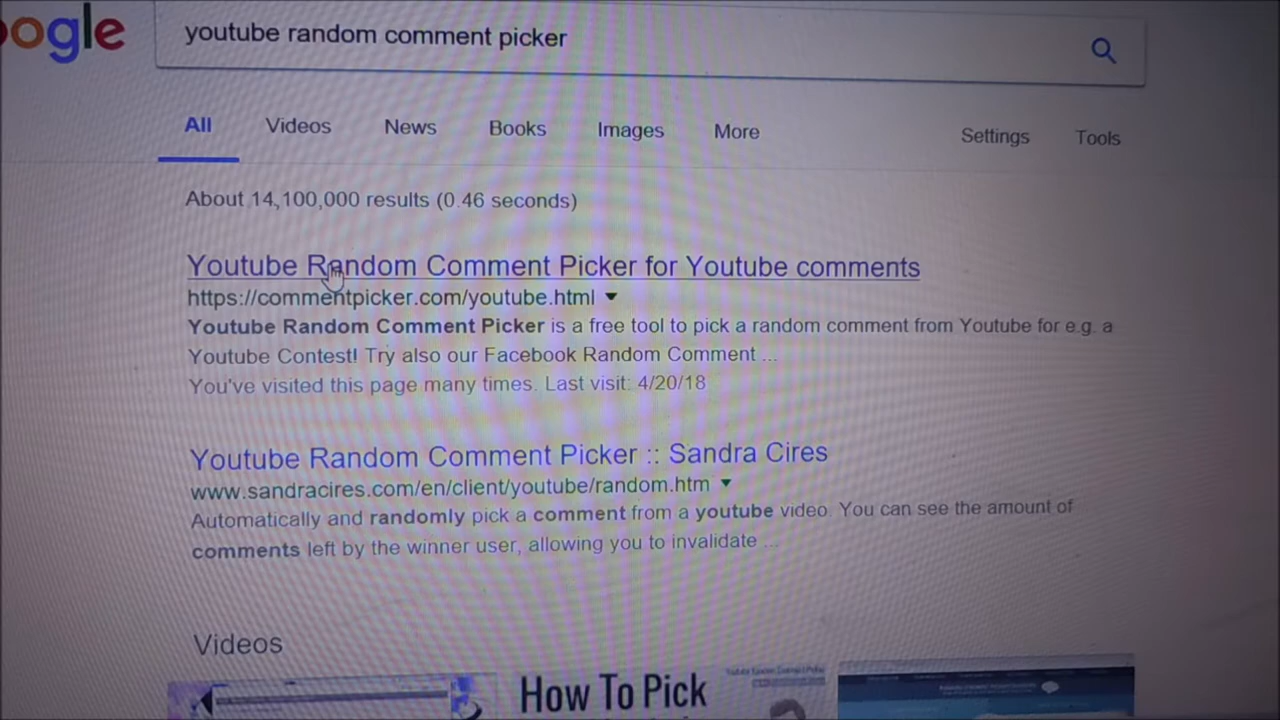 ogle
youtube random comment picker
All Videos News Books Images More Settings Tools
About 14,100,000 results (0.46 seconds)
Youtube Random Comment Picker for Youtube comments
https://commentpicker.com/youtube.html
Youtube Random Comment Picker is a free tool to pick a random comment from Youtube for e.g. a
Youtube Contest! Try also our Facebook Random Comment ...
You've visited this page many times. Last visit: 4/20/18
Youtube Random Comment Picker :: Sandra Cires
www.sandracires.com/en/client/youtube/random.htm
Automatically and randomly pick a comment from a youtube video. You can see the amount of
comments left by the winner user, allowing you to invalidate ...
Videos
How To Pick